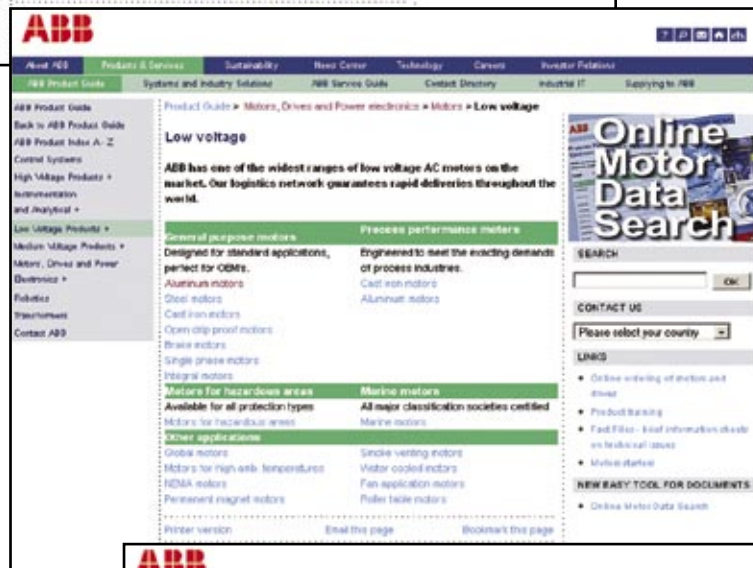 ABB
? 
About ABB Products & Services Sustainability News Center Technology Careers Investor Relations
ABB Product Guide Systems and Industry Solutions ABB Service Guide Contact Directory Industrial IT Supplying to ABB
ABB Product Guide
Back to ABB Product Guide
ABB Product Index A - Z
Control Systems
High Voltage Products
Instrumentation
and Analytical
Low Voltage Products
Medium Voltage Products
Motors, Drives and Power
Electronics
Robotics
Transformers
Contact ABB
Product Guide > Motors, Drives and Power electronics > Motors > Low voltage
Low voltage
ABB has one of the widest ranges of low voltage AC motors on the
market. Our logistics network guarantees rapid deliveries throughout the
world.
General purpose motors
Designed for standard applications,
perfect for OEM's.
Aluminum motors
Steel motors
Cast iron motors
Open drip proof motors
Brake motors
Single phase motors
Integral motors
Process performance motors
Engineered to meet the exacting demands
of process industries.
Cast iron motors
Aluminum motors
Motors for hazardous areas
Available for all protection types
Motors for hazardous areas
Marine motors
All major classification societies certified
Marine motors
Other applications
Global motors
Motors for high amb. temperatures
NEMA motors
Permanent magnet motors
Smoke venting motors
Water cooled motors
Fan application motors
Roller table motors
Printer version Email this page Bookmark this page
ABB
Online
Motor
Data
Search
SEARCH
OK
CONTACT US
Please select your country
LINKS
Online ordering of motors and
drives
Product training
Fast Files - brief information sheets
on technical issues
Motor starters
NEW EASY TOOL FOR DOCUMENTS
Online Motor Data Search
ABB